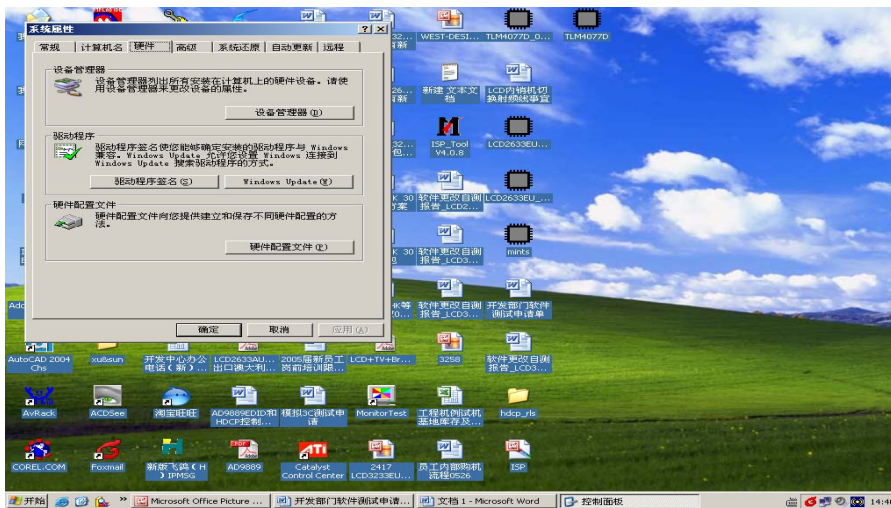 系统属性
常规
计算机名
硬件
高级
系统还原
自动更新
远程
设备管理器
设备管理器列出所有安装在计算机上的硬件设备。请使
用设备管理器来更改设备的属性。
设备管理器(D)
驱动程序
驱动程序签名使您能够确定安装的驱动程序与 Windows
兼容。Windows Update 允许您设置 Windows 连接到
Windows Update 搜索驱动程序的方式。
驱动程序签名(S)
Windows Update(W)
硬件配置文件
硬件配置文件向您提供建立和保存不同硬件配置的方
法。
硬件配置文件(P)
确定
取消
应用(A)
WEST-DESI...
TLM4077D_0...
TLM4077D
新建 文本文
档
LCD内销机切
换射频线事宜
ISP_Tool
V4.0.8
LCD2633EU...
软件更改自测
报告_LCD2...
LCD2633EU_...
软件更改自测
报告_LCD3...
mints
软件更改自测
报告_LCD3...
开发部门软件
测试申请单
AutoCAD 2004
Chs
xu8sun
开发中心办公
电话(新)...
LCD2633AU...
出口澳大利...
2005届新员工
岗前培训跟...
LCD+TV+Br...
3258
软件更改自测
报告_LCD3...
AvRack
ACDSee
淘宝旺旺
AD9889EDID和
HDCP控制...
模拟3C测试申
请
MonitorTest
工程机例试机
基地库存及...
hdcp_rls
COREL.COM
Foxmail
新版飞鸽(H
)IPMSG
AD9889
Catalyst
Control Center
2417
LCD3233EU...
员工内部购机
流程0526
ISP
开始
Microsoft Office Picture ...
开发部门软件测试申请...
文档 1 - Microsoft Word
控制面板